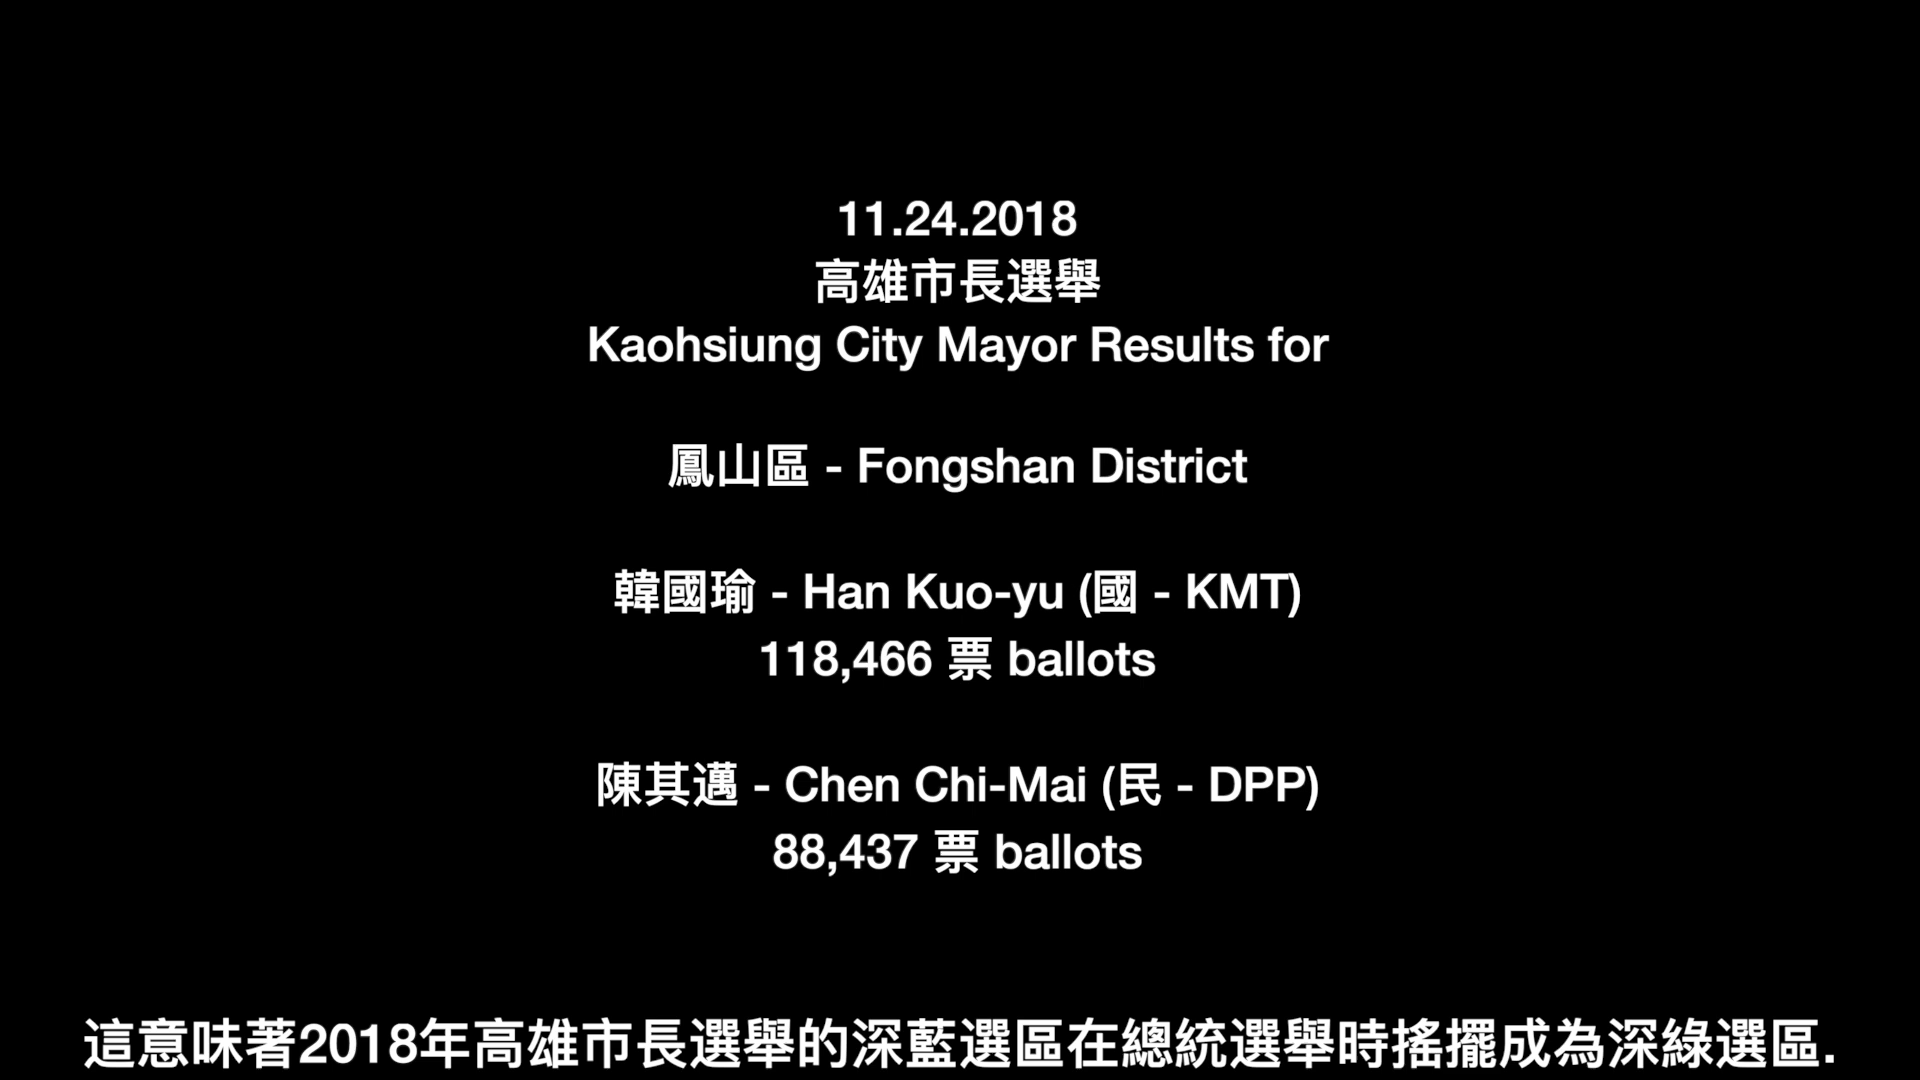 11.24.2018
高雄市長選舉
Kaohsiung City Mayor Results for
鳳山區 - Fongshan District
韓國瑜 - Han Kuo-yu (國 - KMT)
118,466 票 ballots
陳其邁 - Chen Chi-Mai (民 - DPP)
88,437 票 ballots
這意味著2018年高雄市長選舉的深藍選區在總統選舉時搖擺成為深綠選區.